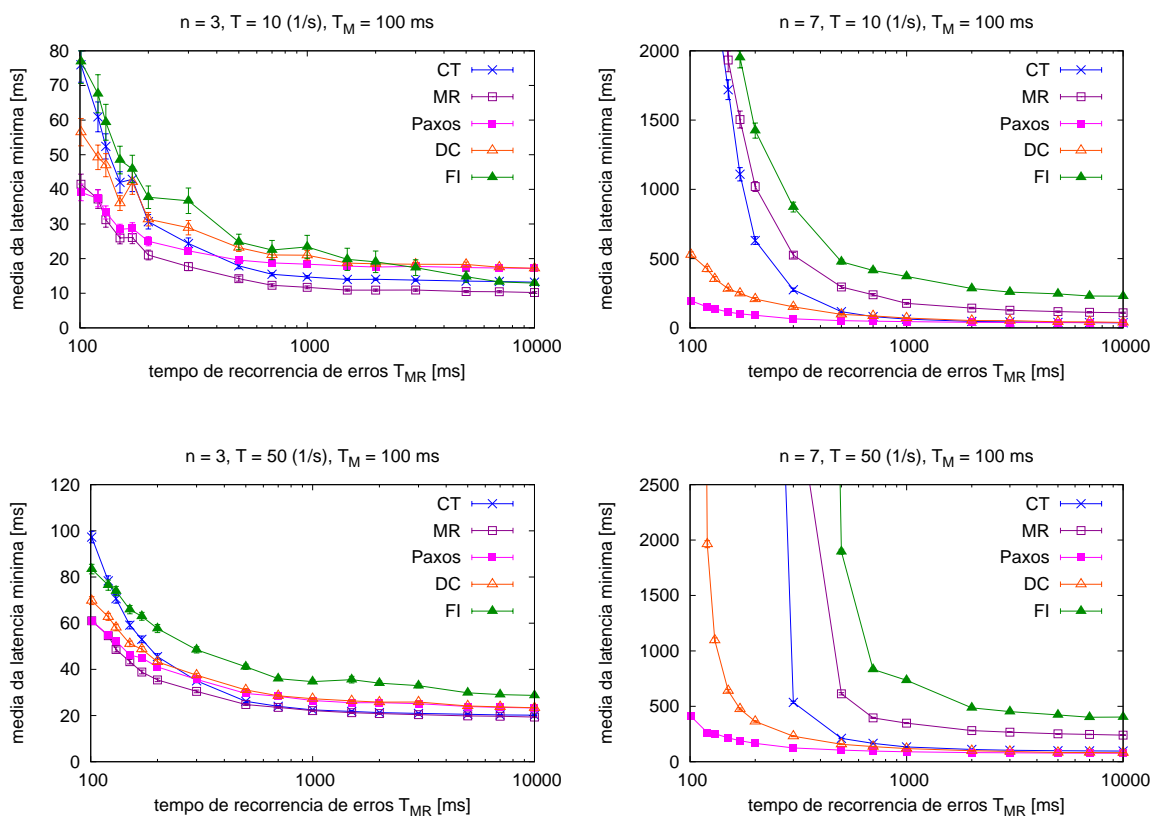 n = 3, T = 10 (1/s), T_M = 100 ms
media da latencia minima [ms]
80
70
60
50
40
30
20
10
0
CT
MR
Paxos
DC
FI
100
1000
10000
tempo de recorrencia de erros T_MR [ms]
n = 7, T = 10 (1/s), T_M = 100 ms
media da latencia minima [ms]
2000
1500
1000
500
0
CT
MR
Paxos
DC
FI
100
1000
10000
tempo de recorrencia de erros T_MR [ms]
n = 3, T = 50 (1/s), T_M = 100 ms
media da latencia minima [ms]
120
100
80
60
40
20
0
CT
MR
Paxos
DC
FI
100
1000
10000
tempo de recorrencia de erros T_MR [ms]
n = 7, T = 50 (1/s), T_M = 100 ms
media da latencia minima [ms]
2500
2000
1500
1000
500
0
CT
MR
Paxos
DC
FI
100
1000
10000
tempo de recorrencia de erros T_MR [ms]